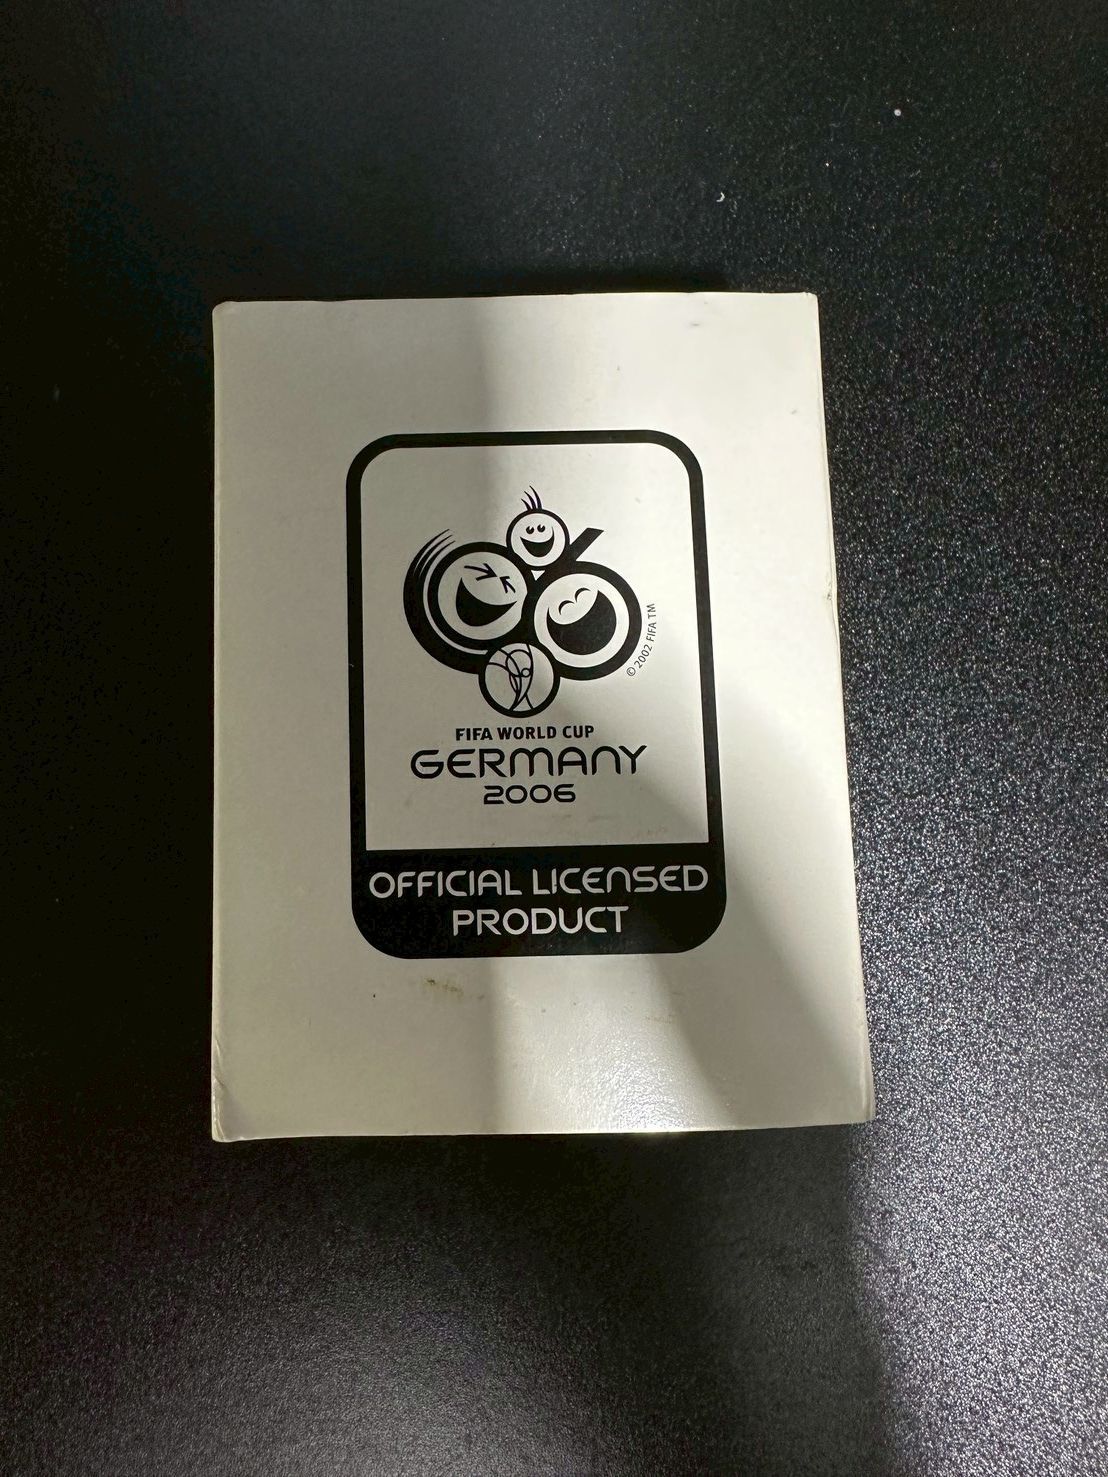 © 2002 FIFA TM
FIFA WORLD CUP
GERMANY
2006
OFFICIAL LICENSED
PRODUCT